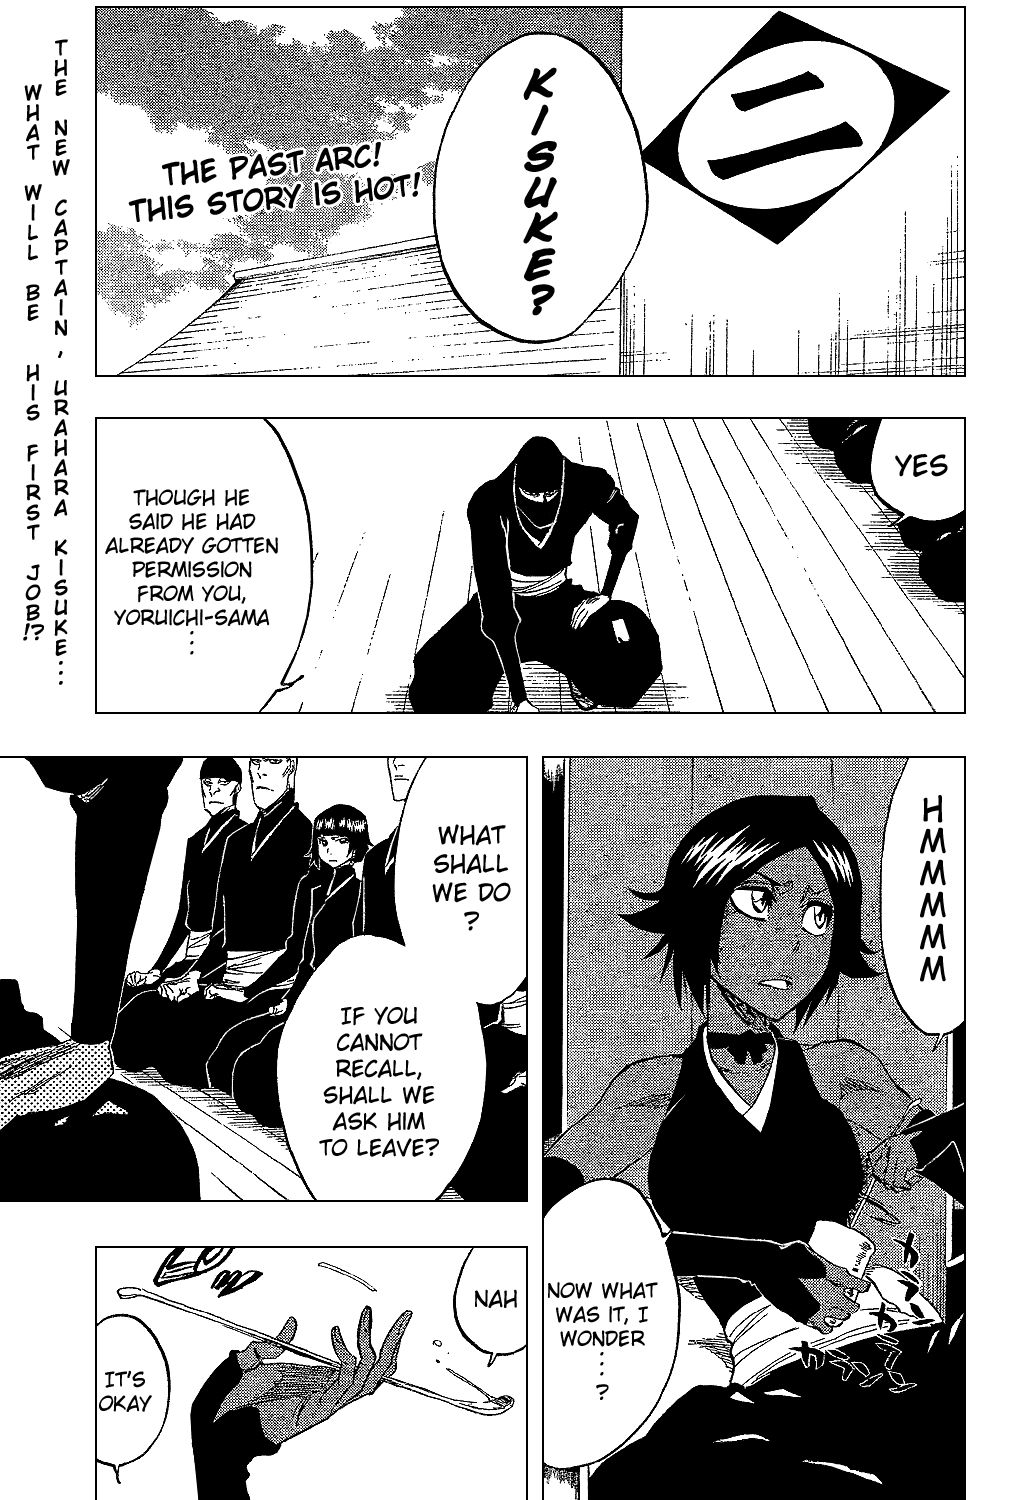 THE NEW CAPTAIN, URAHARA KISUKE...
WHAT WILL BE HIS FIRST JOB!?
二
KISUKE?
THE PAST ARC!
THIS STORY IS HOT!
YES
THOUGH HE
SAID HE HAD
ALREADY GOTTEN
PERMISSION
FROM YOU,
YORUICHI-SAMA
...
HMMMMM
NOW WHAT
WAS IT, I
WONDER
...
?
WHAT
SHALL
WE DO
?
IF YOU
CANNOT
RECALL,
SHALL WE
ASK HIM
TO LEAVE?
NAH
IT'S
OKAY